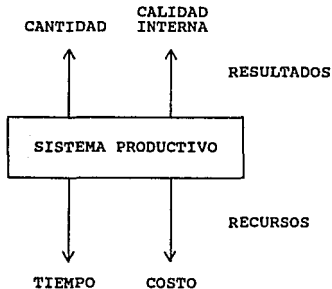 CALIDAD
CANTIDAD INTERNA
RESULTADOS
SISTEMA PRODUCTIVO
RECURSOS
TIEMPO COSTO